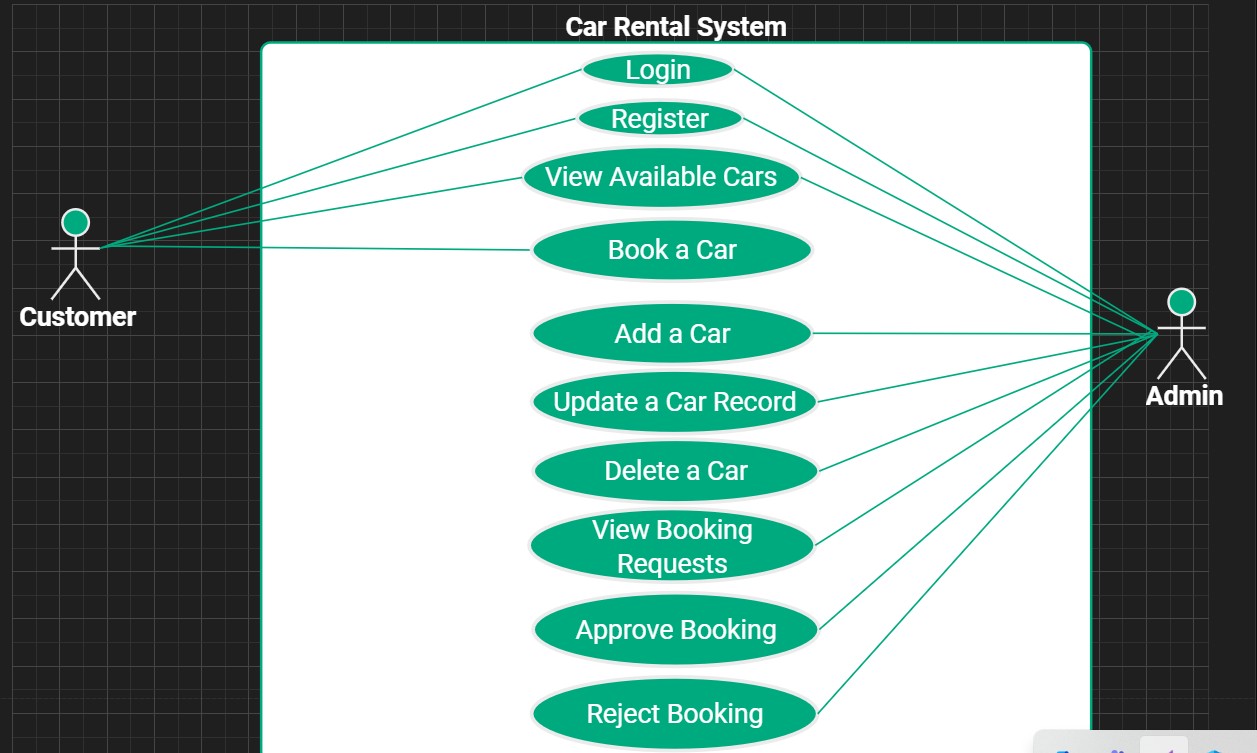 Car Rental System
Login
Register
View Available Cars
Book a Car
Customer
Add a Car
Admin
Update a Car Record
Delete a Car
View Booking
Requests
Approve Booking
Reject Booking